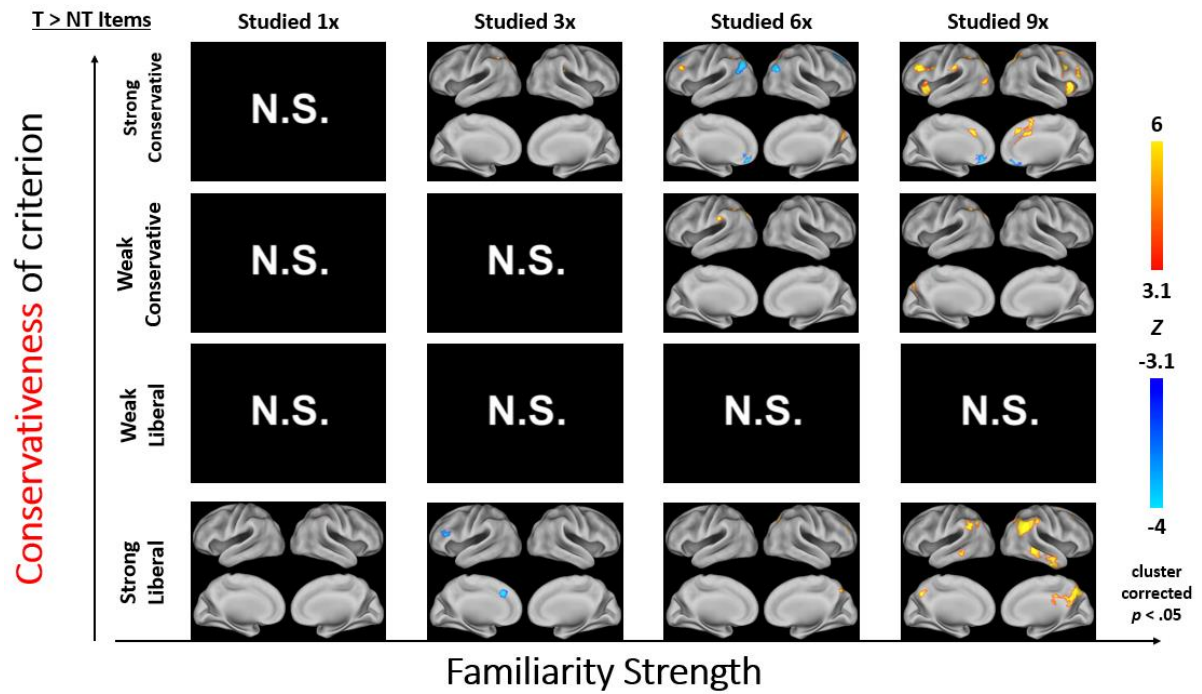 T > NT Items
Studied 1x
Studied 3x
Studied 6x
Studied 9x
Conservativeness of criterion
Strong
Conservative
N.S.
Weak
Conservative
N.S.
N.S.
Weak
Liberal
N.S.
N.S.
N.S.
N.S.
Strong
Liberal
6
3.1
Z
-3.1
-4
cluster
corrected
p < .05
Familiarity Strength